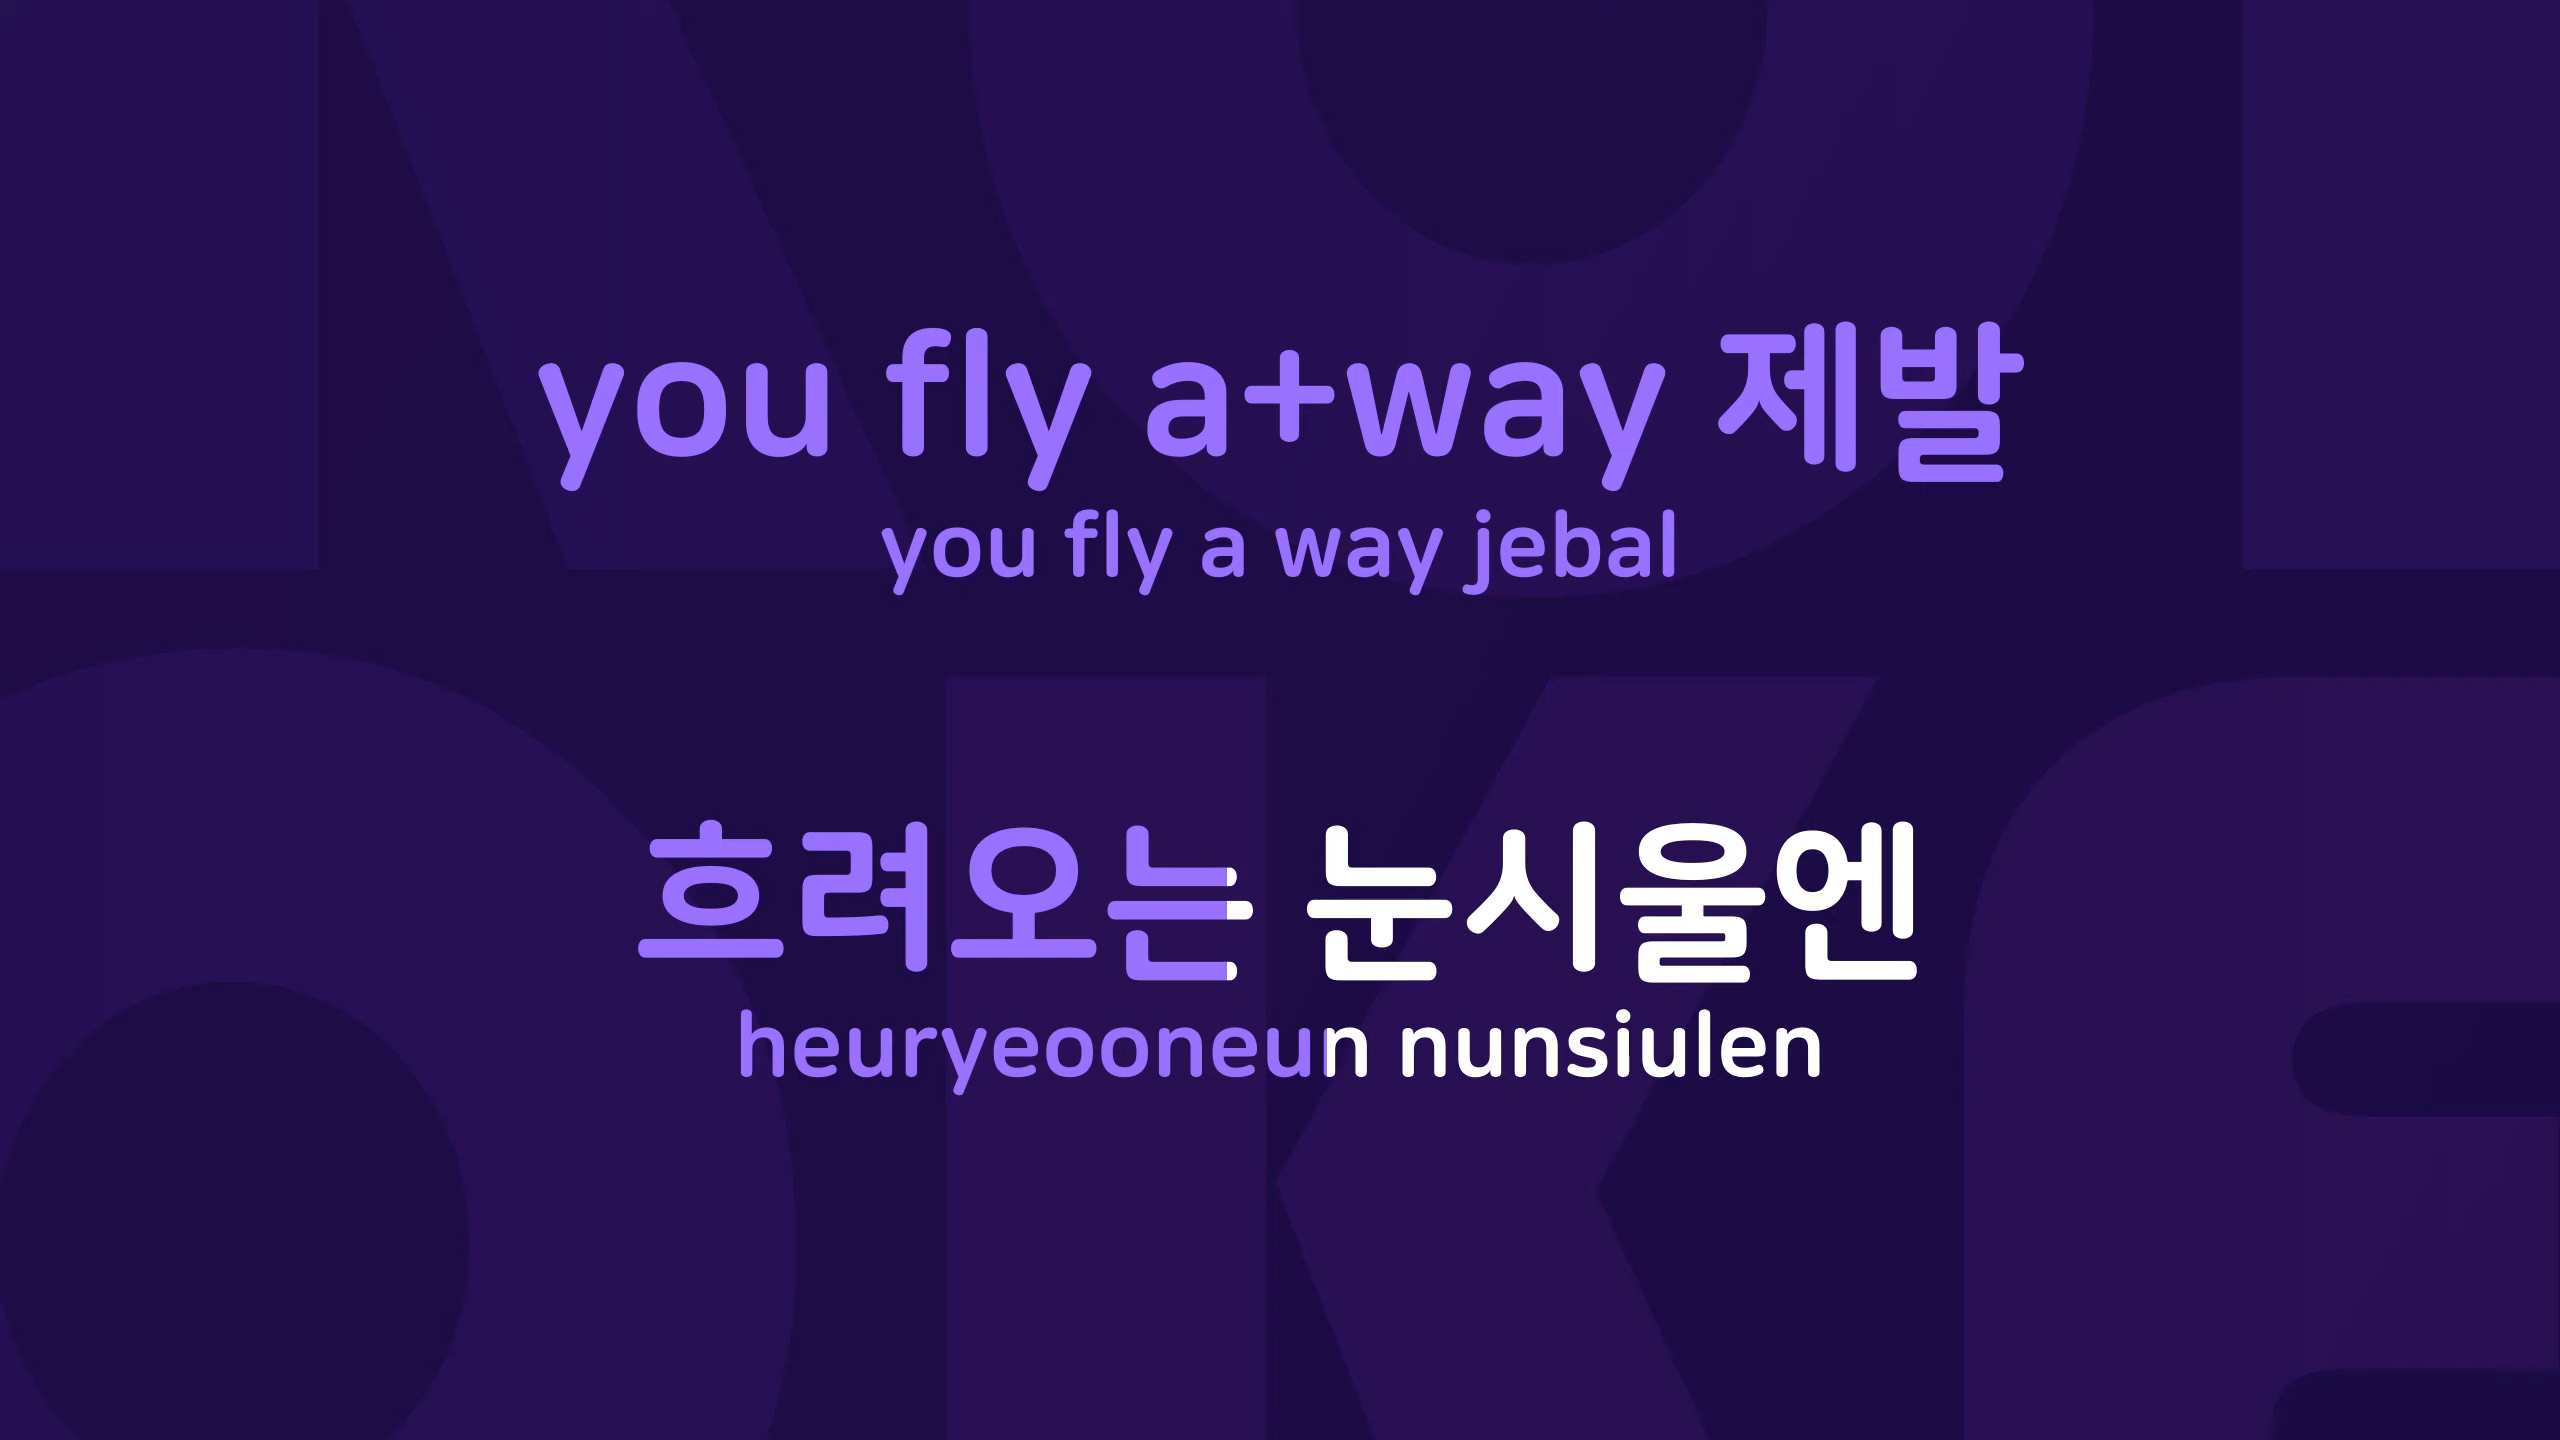 you fly a+way 제발
you fly a way jebal
흐려오는 눈시울엔
heuryeooneun nunsiulen